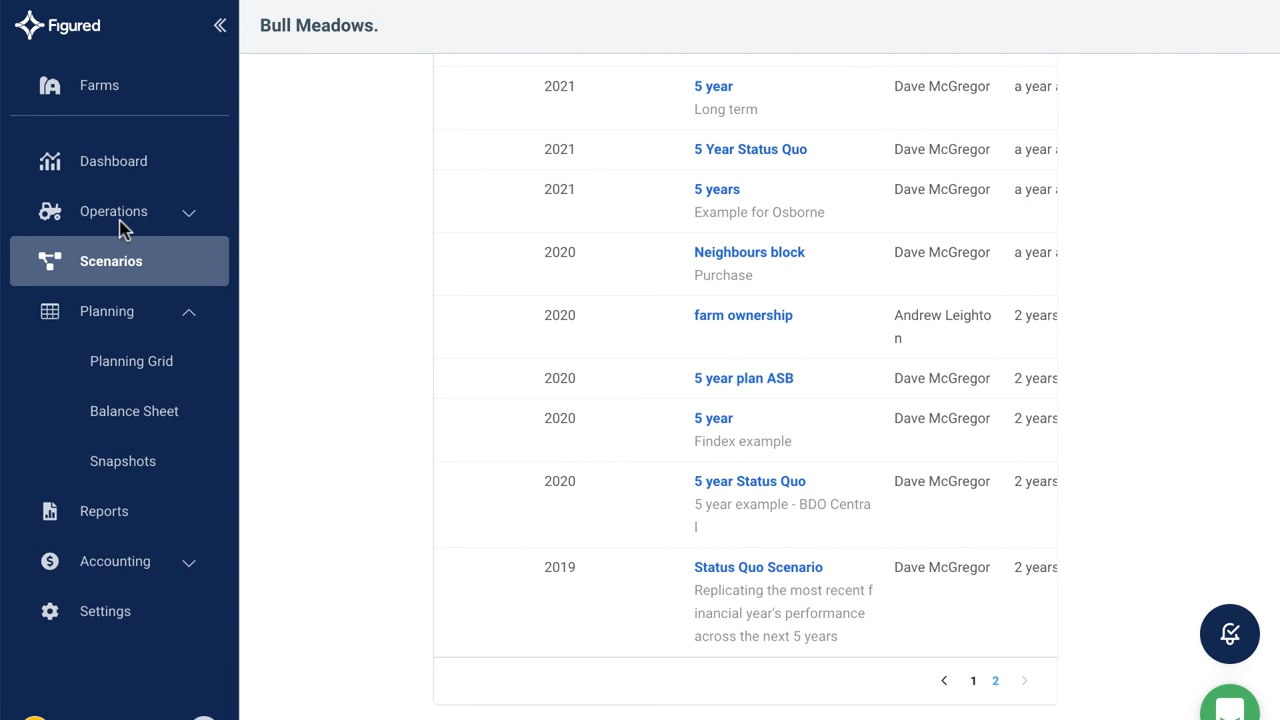 Figured
Bull Meadows.
Farms
Dashboard
Operations
Scenarios
Planning
Planning Grid
Balance Sheet
Snapshots
Reports
Accounting
Settings
2021 5 year Dave McGregor a year
Long term
2021 5 Year Status Quo Dave McGregor a year
2021 5 years Dave McGregor a year
Example for Osborne
2020 Neighbours block Dave McGregor a year
Purchase
2020 farm ownership Andrew Leighto 2 years
n
2020 5 year plan ASB Dave McGregor 2 years
2020 5 year Dave McGregor 2 years
Findex example
2020 5 year Status Quo Dave McGregor 2 years
5 year example - BDO Centra
l
2019 Status Quo Scenario Dave McGregor 2 years
Replicating the most recent f
inancial year's performance
across the next 5 years
1 2